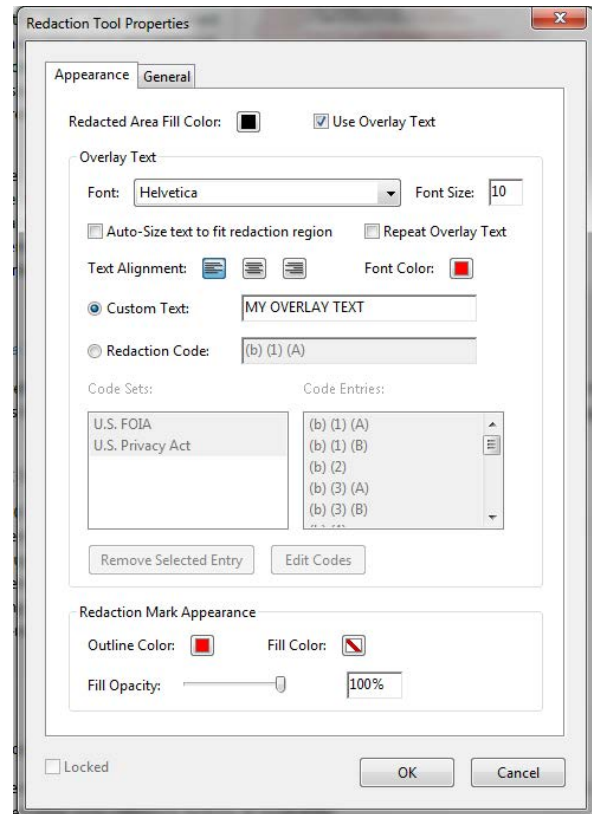 Redaction Tool Properties
Appearance General
Redacted Area Fill Color: Use Overlay Text
Overlay Text
Font: Helvetica Font Size: 10
Auto-Size text to fit redaction region Repeat Overlay Text
Text Alignment: Font Color:
Custom Text: MY OVERLAY TEXT
Redaction Code: (b) (1) (A)
Code Sets: Code Entries:
U.S. FOIA (b) (1) (A)
U.S. Privacy Act (b) (1) (B)
(b) (2)
(b) (3) (A)
(b) (3) (B)
Remove Selected Entry Edit Codes
Redaction Mark Appearance
Outline Color: Fill Color:
Fill Opacity: 100%
Locked OK Cancel